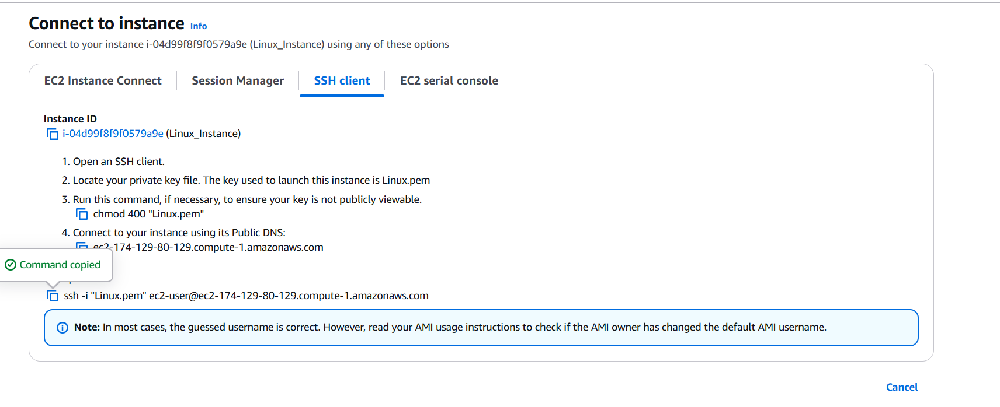 Connect to instance Info
Connect to your instance i-04d99f8f9f0579a9e (Linux_Instance) using any of these options
EC2 Instance Connect
Session Manager
SSH client
EC2 serial console
Instance ID
i-04d99f8f9f0579a9e (Linux_Instance)
1. Open an SSH client.
2. Locate your private key file. The key used to launch this instance is Linux.pem
3. Run this command, if necessary, to ensure your key is not publicly viewable.
chmod 400 "Linux.pem"
4. Connect to your instance using its Public DNS:
ec2-174-129-80-129.compute-1.amazonaws.com
Command copied
ssh -i "Linux.pem" ec2-user@ec2-174-129-80-129.compute-1.amazonaws.com
Note: In most cases, the guessed username is correct. However, read your AMI usage instructions to check if the AMI owner has changed the default AMI username.
Cancel